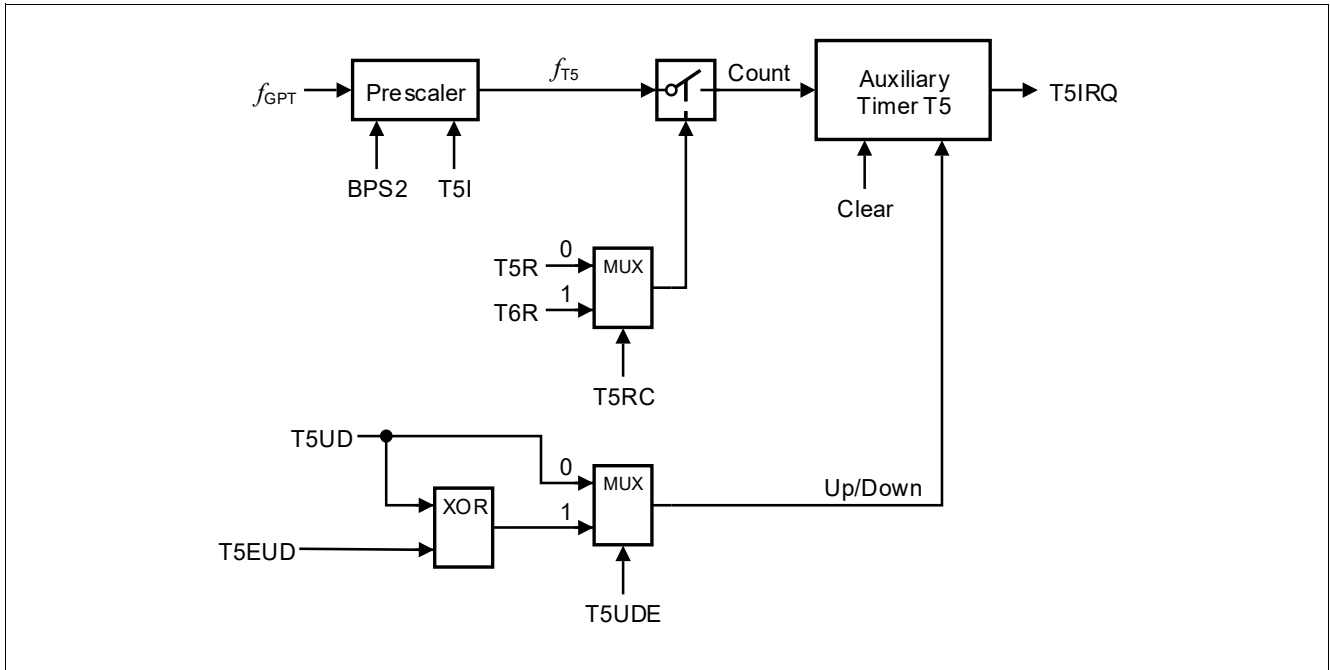 fGPT
Prescaler
fT5
Count
Auxiliary
Timer T5
T5IRQ
BPS2
T5I
Clear
T5R
0
MUX
T6R
1
T5RC
T5UD
0
MUX
Up/Down
XOR
1
T5EUD
T5UDE